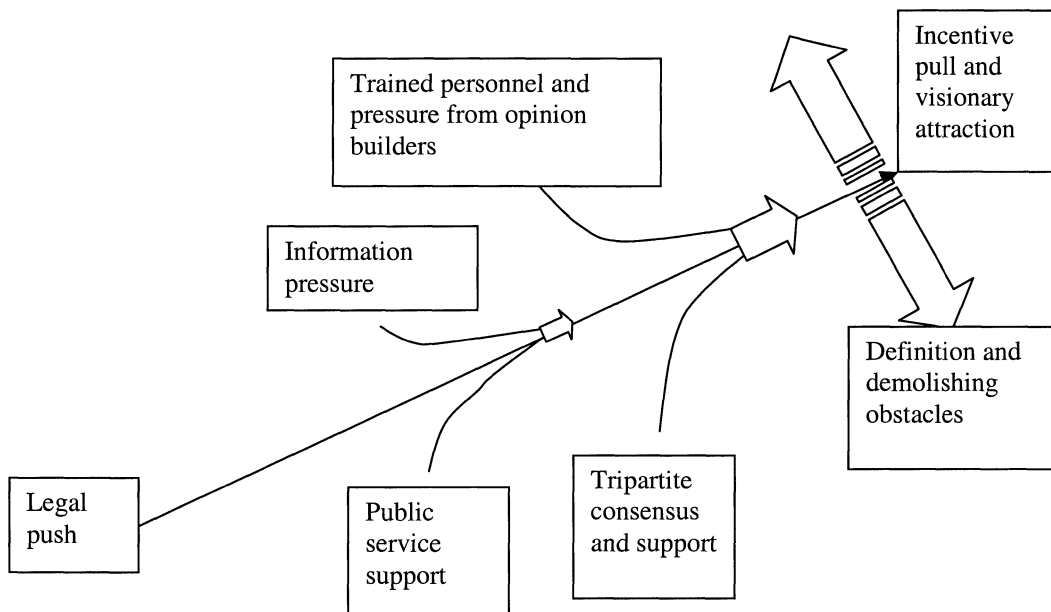 Incentive
pull and
visionary
attraction
Trained personnel and
pressure from opinion
builders
Information
pressure
Definition and
demolishing
obstacles
Tripartite
consensus
and support
Legal
push
Public
service
support